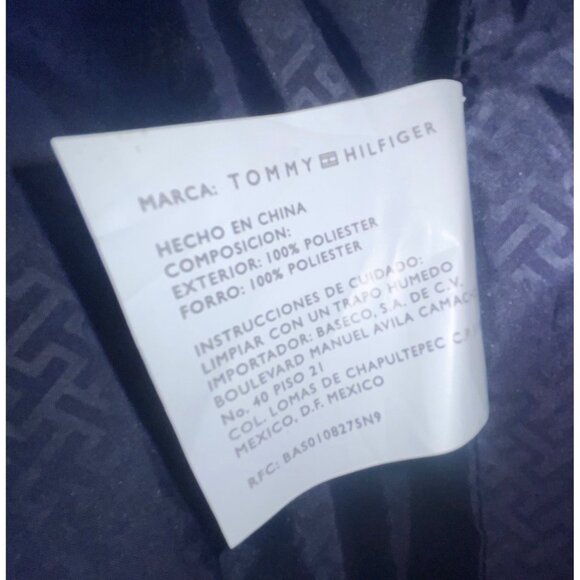 MARCA: TOMMY HILFIGER
HECHO EN CHINA
COMPOSICION:
EXTERIOR: 100% POLIESTER
FORRO: 100% POLIESTER
INSTRUCCIONES DE CUIDADO:
LIMPIAR CON UN TRAPO HUMEDO
IMPORTADOR: BASECO, S.A. DE C.V.
BOULEVARD MANUEL AVILA CAMAC
No. 40 PISO 21
COL. LOMAS DE CHAPULTEPEC C.P.
MEXICO, D.F. MEXICO
RFC: BAS0108275N9